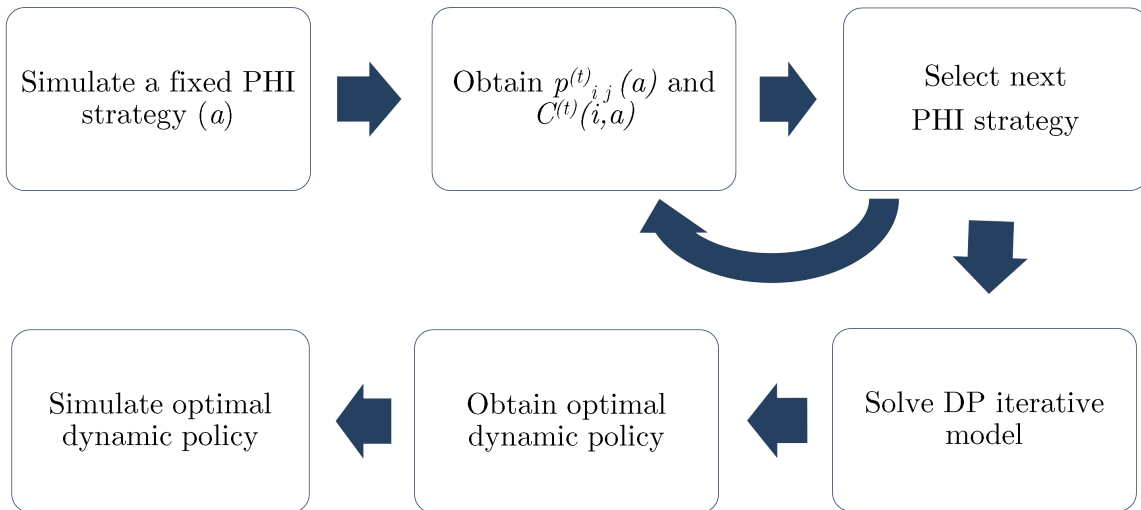 Simulate a fixed PHI
strategy (a)
Obtain p^{(t)}_{i j}(a) and
C^{(t)}(i,a)
Select next
PHI strategy
Simulate optimal
dynamic policy
Obtain optimal
dynamic policy
Solve DP iterative
model